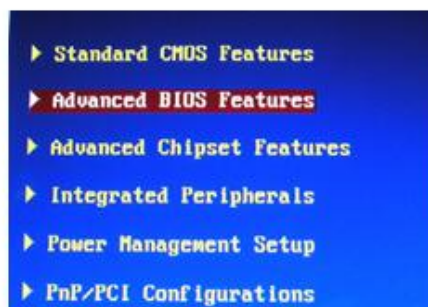 Standard CMOS Features
Advanced BIOS Features
Advanced Chipset Features
Integrated Peripherals
Power Management Setup
PnP/PCI Configurations